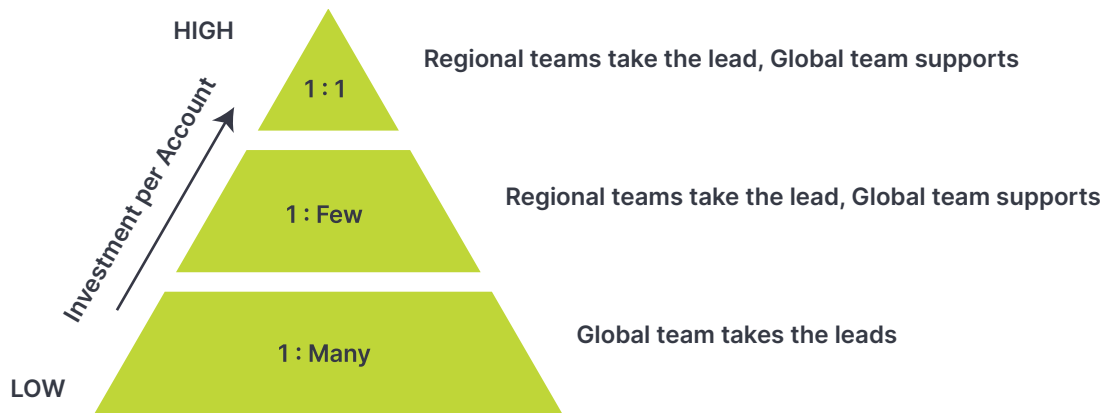 HIGH
Regional teams take the lead, Global team supports
1 : 1
Investment per Account
Regional teams take the lead, Global team supports
1 : Few
Global team takes the leads
1 : Many
LOW